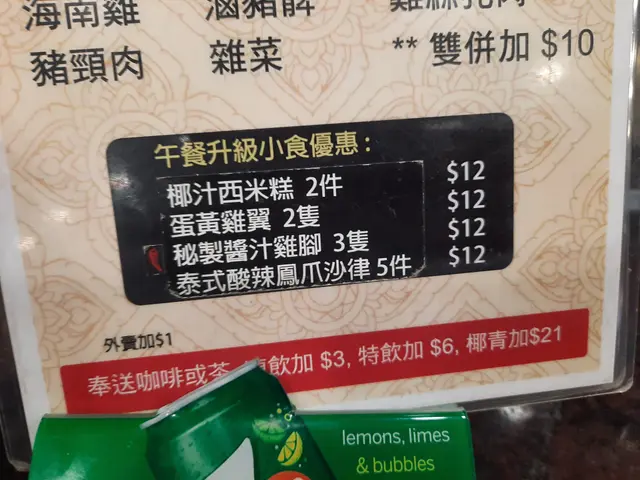 海南雞 滷豬髀
豬頸肉 雜菜 ** 雙併加 $10
午餐升級小食優惠：
椰汁西米糕 2件 $12
蛋黃雞翼 2隻 $12
秘製醬汁雞腳 3隻 $12
泰式酸辣鳳爪沙律 5件 $12
外賣加$1
奉送咖啡或茶, 飲加 $3, 特飲加 $6, 椰青加$21
lemons, limes
& bubbles